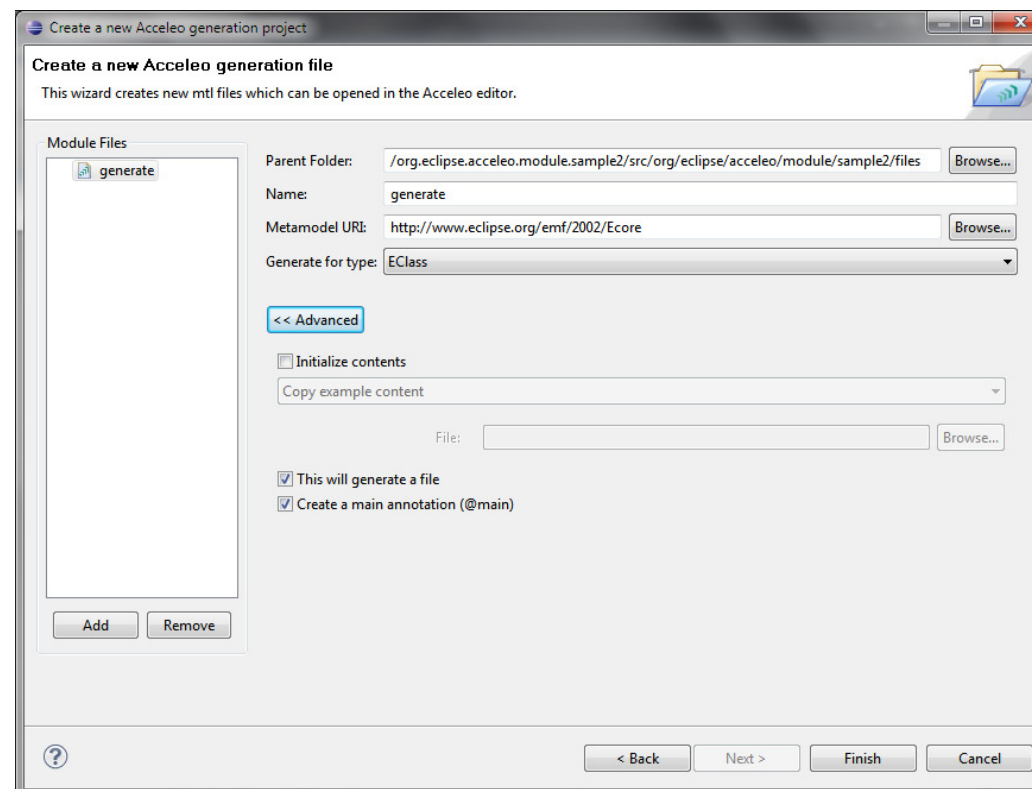 Create a new Acceleo generation project
Create a new Acceleo generation file
This wizard creates new mtl files which can be opened in the Acceleo editor.
Module Files
generate
Parent Folder: /org.eclipse.acceleo.module.sample2/src/org/eclipse/acceleo/module/sample2/files Browse...
Name: generate
Metamodel URI: http://www.eclipse.org/emf/2002/Ecore Browse...
Generate for type: EClass
<< Advanced
Initialize contents
Copy example content
File: Browse...
This will generate a file
Create a main annotation (@main)
Add Remove
? < Back Next > Finish Cancel